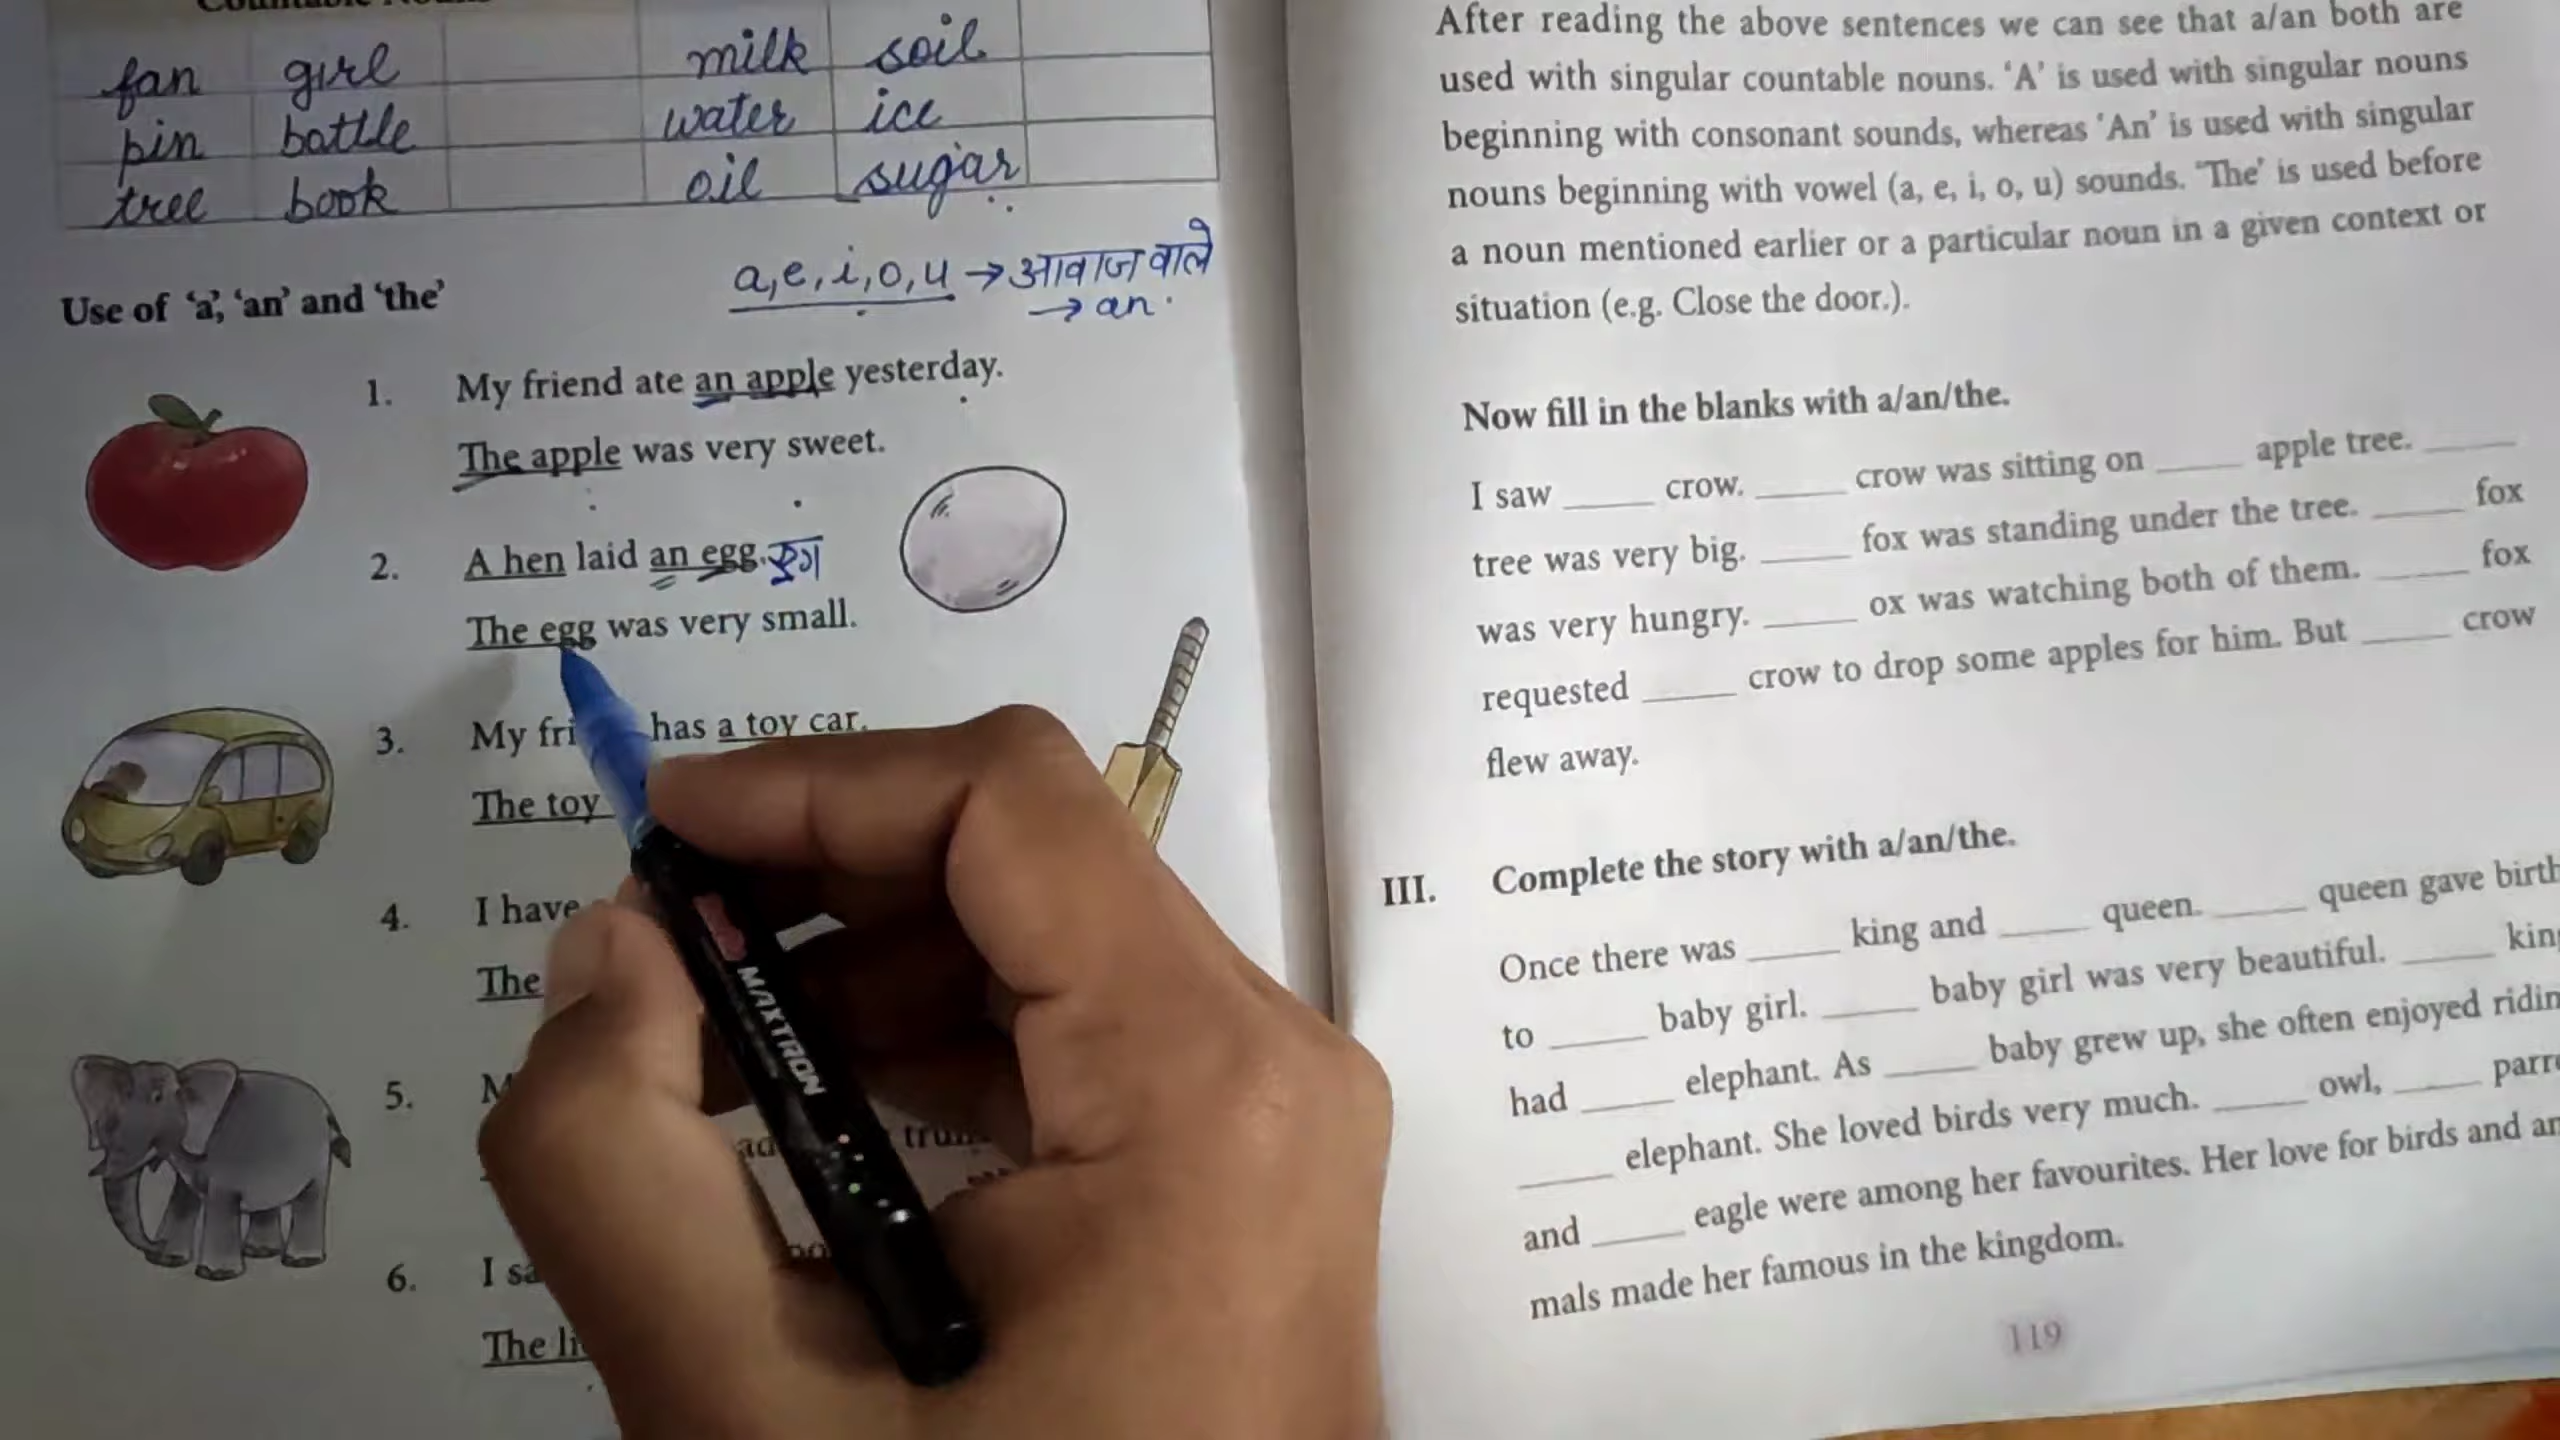 fan girl milk soil
pin bottle water ice
tree book oil sugar
Use of ‘a’, ‘an’ and ‘the’
a, e, i, o, u → आवाज वाले
→ an.
1. My friend ate an apple yesterday.
The apple was very sweet.
2. A hen laid an egg.
The egg was very small.
3. My has a toy car.
The toy
4. I have
The
5.
6. I
The
MAXTRON
After reading the above sentences we can see that a/an both are
used with singular countable nouns. ‘A’ is used with singular nouns
beginning with consonant sounds, whereas ‘An’ is used with singular
nouns beginning with vowel (a, e, i, o, u) sounds. ‘The’ is used before
a noun mentioned earlier or a particular noun in a given context or
situation (e.g. Close the door.).
Now fill in the blanks with a/an/the.
I saw _____ crow. _____ crow was sitting on _____ apple tree. _____
tree was very big. _____ fox was standing under the tree. _____ fox
was very hungry. _____ ox was watching both of them. _____ fox
requested _____ crow to drop some apples for him. But _____ crow
flew away.
III. Complete the story with a/an/the.
Once there was _____ king and _____ queen. _____ queen gave birth
to _____ baby girl. _____ baby girl was very beautiful. _____
had _____ elephant. As _____ baby grew up, she often enjoyed
_____ elephant. She loved birds very much. _____ owl, _____
and _____ eagle were among her favourites. Her love for birds and
mals made her famous in the kingdom.
119